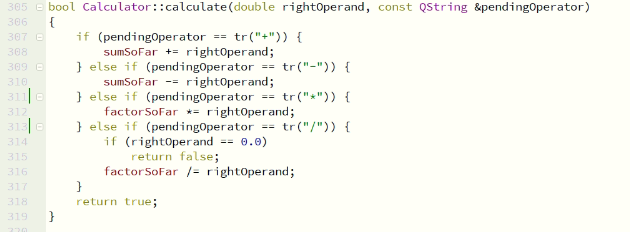 305 bool Calculator::calculate(double rightOperand, const QString &pendingOperator)
306 {
307     if (pendingOperator == tr("+")) {
308         sumSoFar += rightOperand;
309     } else if (pendingOperator == tr("-")) {
310         sumSoFar -= rightOperand;
311     } else if (pendingOperator == tr("*")) {
312         factorSoFar *= rightOperand;
313     } else if (pendingOperator == tr("/")) {
314         if (rightOperand == 0.0)
315             return false;
316         factorSoFar /= rightOperand;
317     }
318     return true;
319 }
320